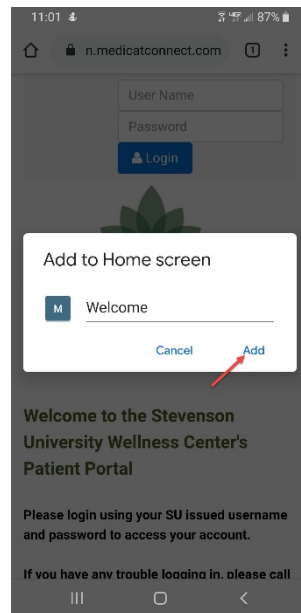 11:01
87%
n.medicatconnect.com
1
User Name
Password
Login
Add to Home screen
M
Welcome
Cancel
Add
Welcome to the Stevenson
University Wellness Center's
Patient Portal
Please login using your SU issued username
and password to access your account.
If you have any trouble logging in, please call